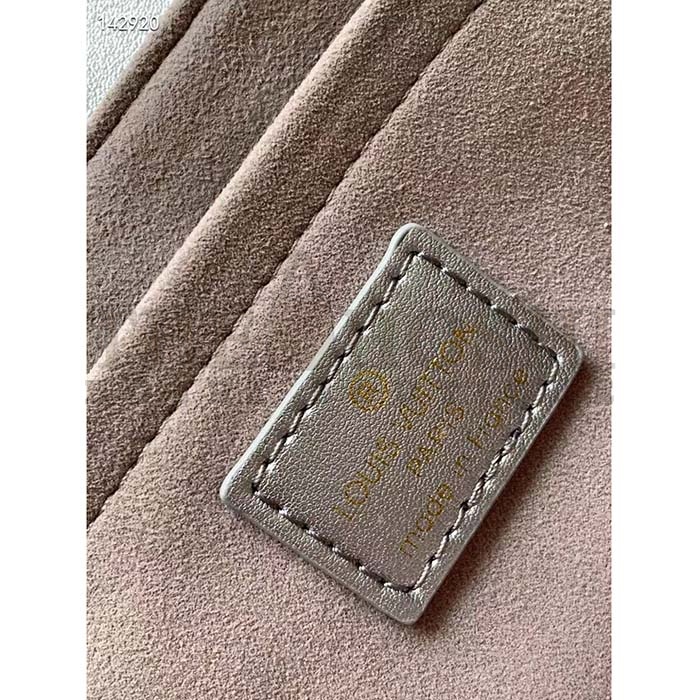 142920
®
LOUIS VUITTON
PARIS
made in France